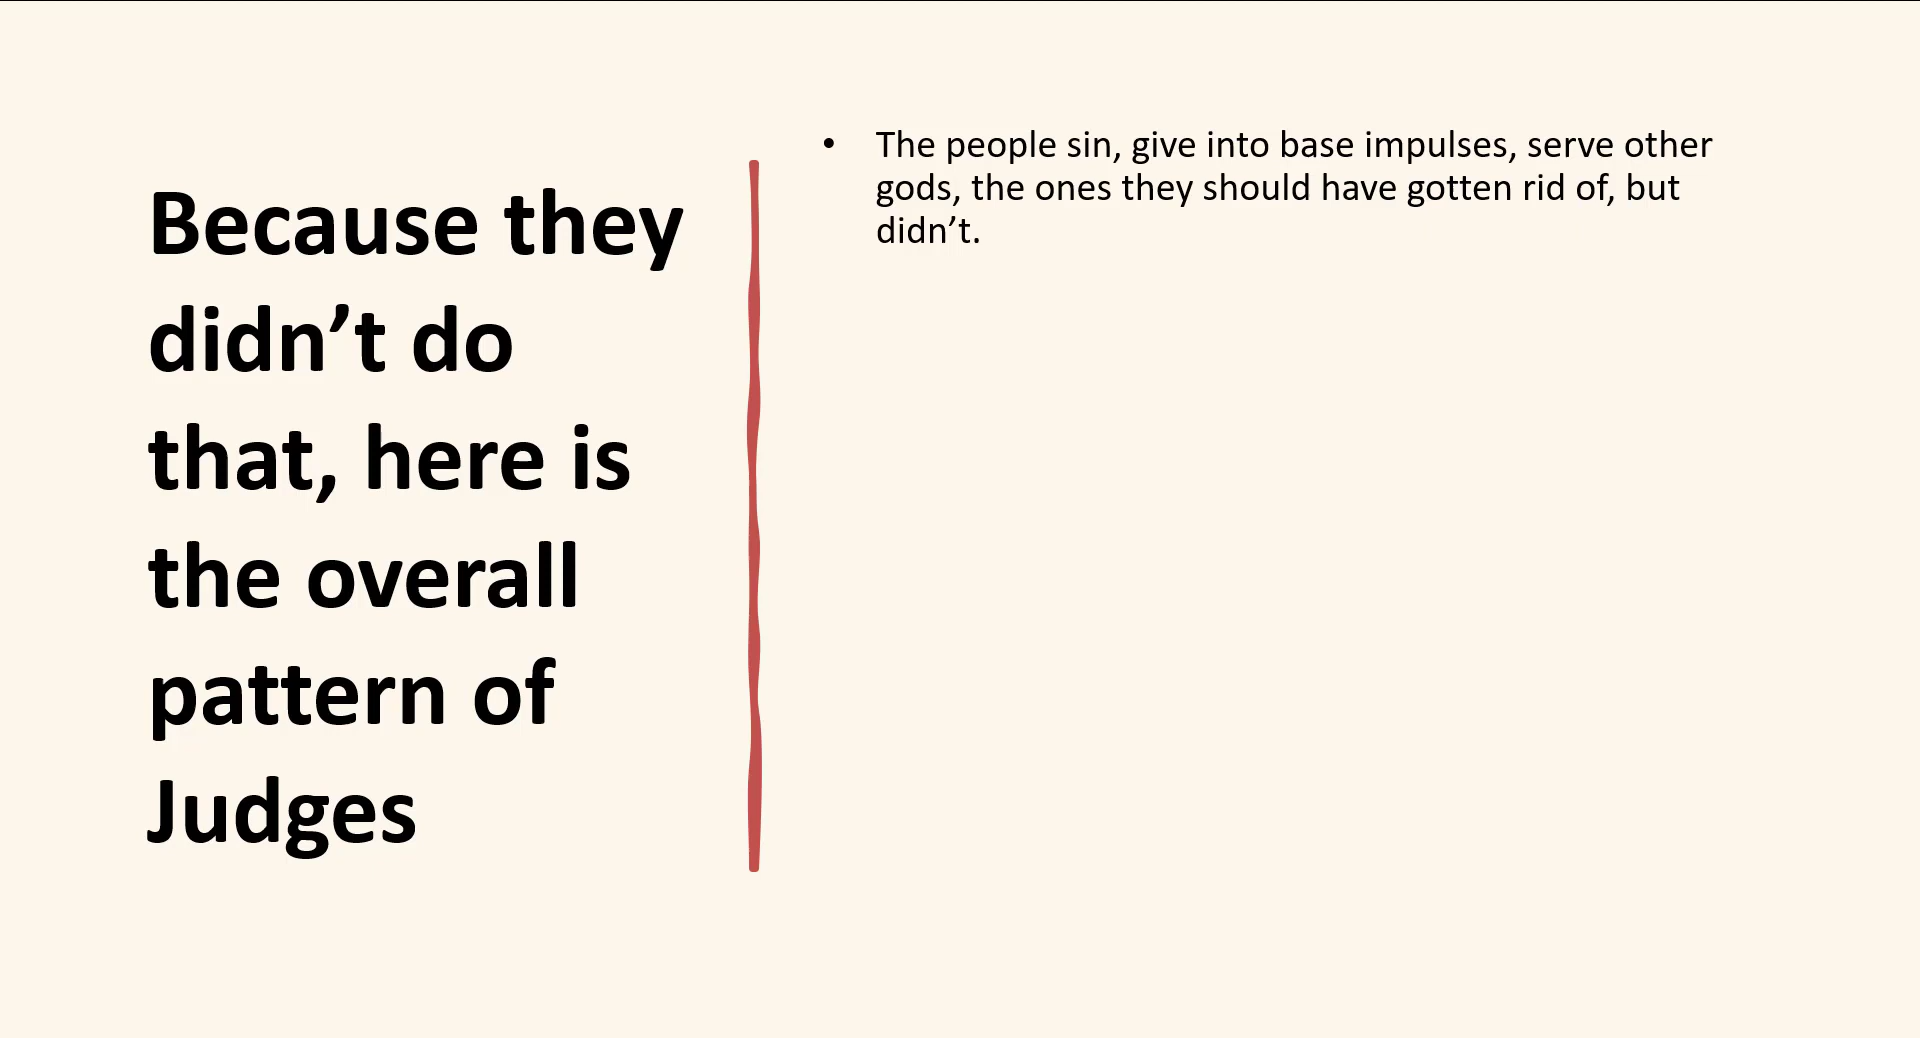 Because they
didn’t do
that, here is
the overall
pattern of
Judges
• The people sin, give into base impulses, serve other
gods, the ones they should have gotten rid of, but
didn’t.